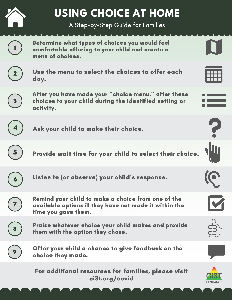 USING CHOICE AT HOME
A Step-by-Step Guide for Families
1
Determine what types of choices you would feel
comfortable offering to your child and create a
menu of choices.
2
Use the menu to select the choices to offer each
day.
3
After you have made your "choice menu," offer these
choices to your child during the identified setting or
activity.
4
Ask your child to make their choice.
5
Provide wait time for your child to select their choice.
6
Listen to (or observe) your child's response.
7
Remind your child to make a choice from one of the
available options if they have not made it within the
time you gave them.
8
Praise whatever choice your child makes and provide
them with the option they chose.
9
Offer your child a chance to give feedback on the
choice they made.
For additional resources for families, please visit
ci3t.org/covid